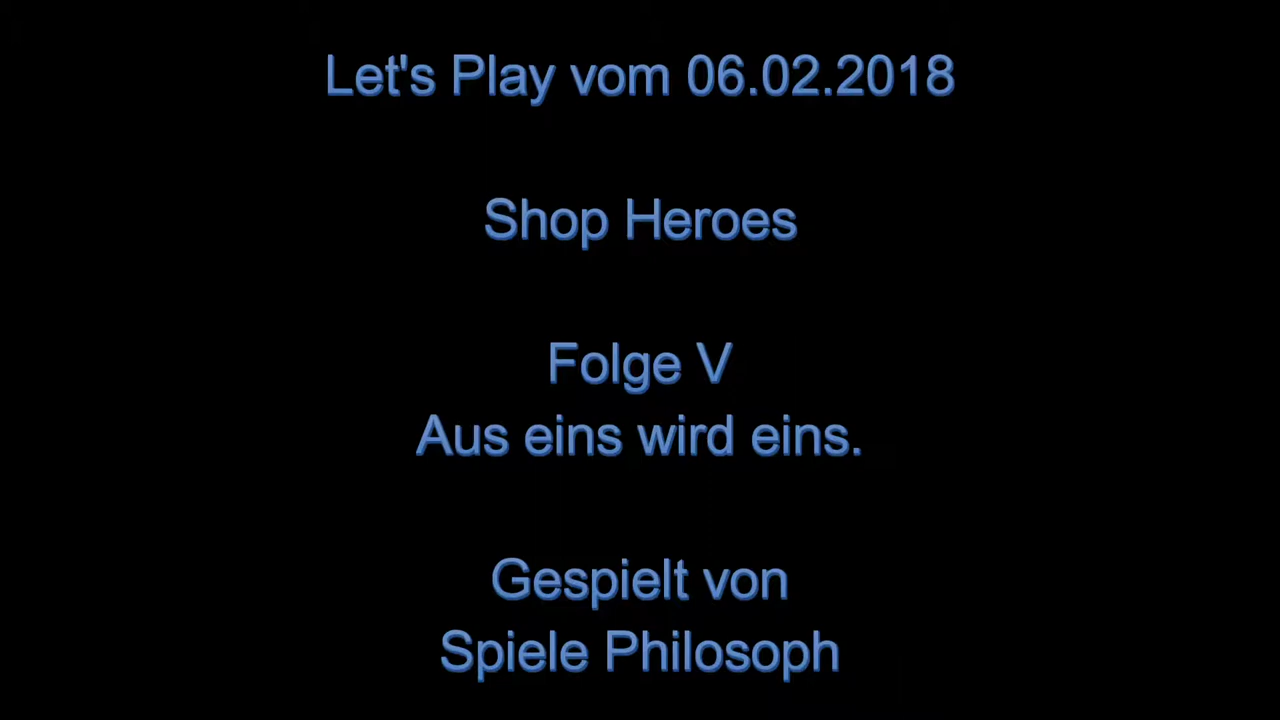 Let's Play vom 06.02.2018
Shop Heroes
Folge V
Aus eins wird eins.
Gespielt von
Spiele Philosoph